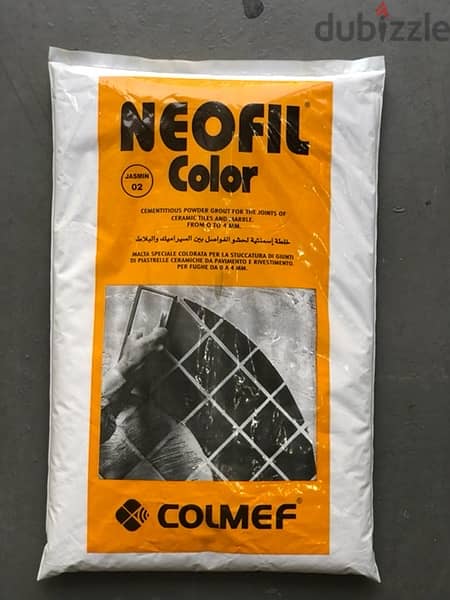 dubizzle
NEOFIL®
Color
JASMIN
02
CEMENTITIOUS POWDER GROUT FOR THE JOINTS OF
CERAMIC TILES AND MARBLE.
FROM 0 TO 4 MM.
خلطة إسمنتية لحشو الفواصل بين السيراميك والبلاط
MALTA SPECIALE COLORATA PER LA STUCCATURA DI GIUNTI
DI PIASTRELLE CERAMICHE DA PAVIMENTO E RIVESTIMENTO.
PER FUGHE DA 0 A 4 MM.
COLMEF®